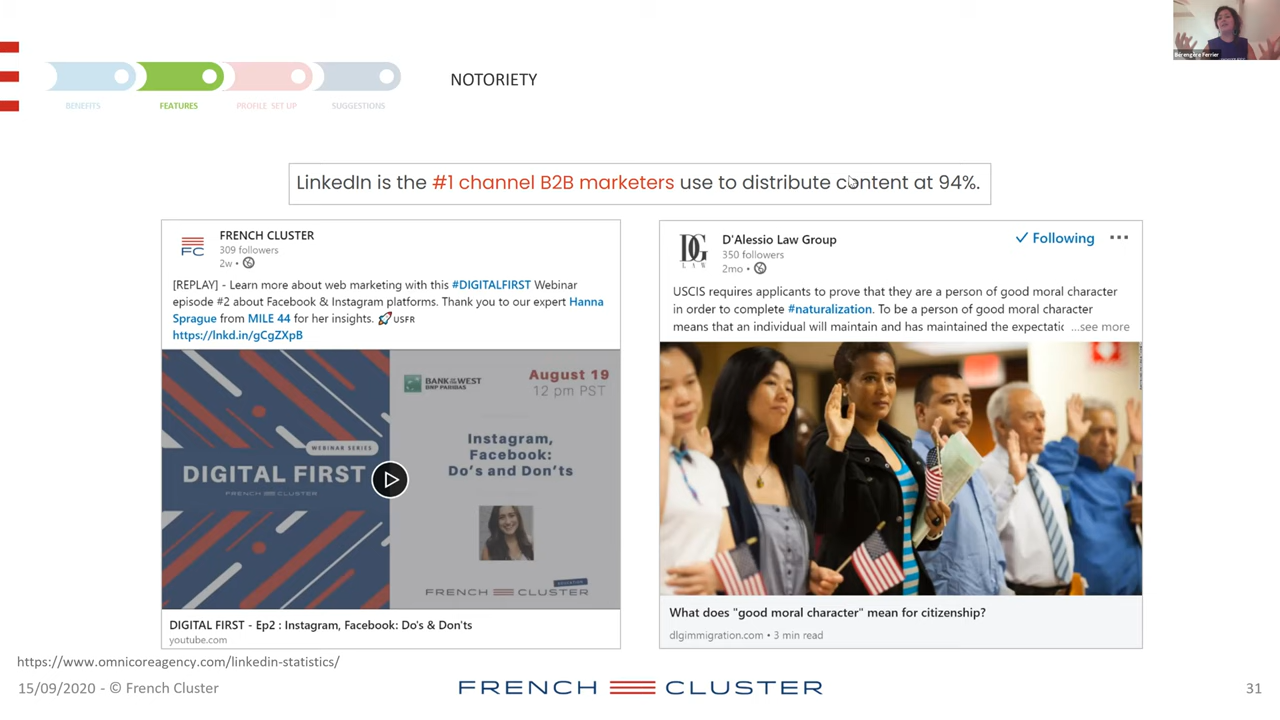 Bérengère Ferrier
NOTORIETY
BENEFITS
FEATURES
PROFILE SET UP
SUGGESTIONS
LinkedIn is the #1 channel B2B marketers use to distribute content at 94%.
FC
FRENCH CLUSTER
309 followers
2w •
[REPLAY] - Learn more about web marketing with this #DIGITALFIRST Webinar
episode #2 about Facebook & Instagram platforms. Thank you to our expert Hanna
Sprague from MILE 44 for her insights. 🚀 USFR
https://lnkd.in/gCgZXpB
BANK OF THE WEST
BNP PARIBAS
August 19
12 pm PST
WEBINAR SERIES
DIGITAL FIRST
FRENCH CLUSTER
Instagram,
Facebook:
Do's and Don'ts
EDUCATION
FRENCH CLUSTER
DIGITAL FIRST - Ep2 : Instagram, Facebook: Do's & Don'ts
youtube.com
DG
LAW
D'Alessio Law Group
350 followers
2mo •
✓ Following •••
USCIS requires applicants to prove that they are a person of good moral character
in order to complete #naturalization. To be a person of good moral character
means that an individual will maintain and has maintained the expectatic ...see more
What does "good moral character" mean for citizenship?
dlgimmigration.com • 3 min read
https://www.omnicoreagency.com/linkedin-statistics/
15/09/2020 - © French Cluster
FRENCH CLUSTER
31